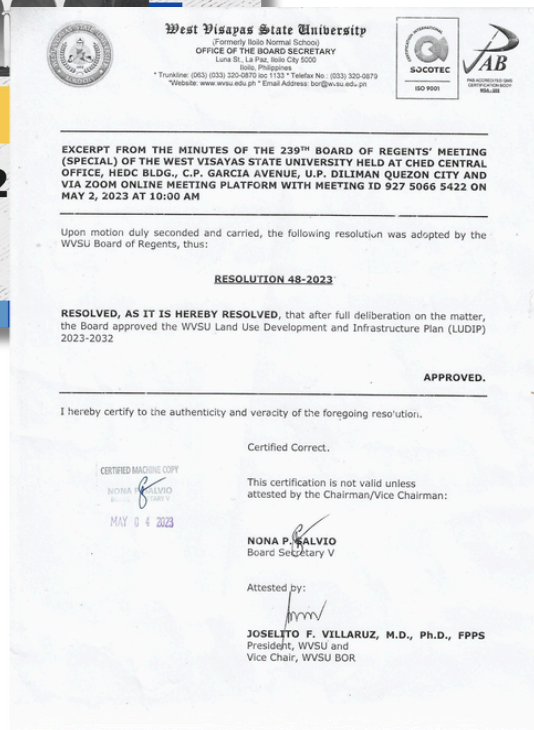 West Visayas State University
(Formerly Iloilo Normal School)
OFFICE OF THE BOARD SECRETARY
Luna St., La Paz, Iloilo City 5000
Iloilo, Philippines
* Trunkline: (063) (033) 320-0870 loc 1133 * Telefax No.: (033) 320-0879
*Website: www.wvsu.edu.ph * Email Address: bor@wvsu.edu.ph
SOCOTEC
ISO 9001
PAB
PAB ACCREDITED QMS
CERTIFICATION BODY
2
EXCERPT FROM THE MINUTES OF THE 239TH BOARD OF REGENTS' MEETING
(SPECIAL) OF THE WEST VISAYAS STATE UNIVERSITY HELD AT CHED CENTRAL
OFFICE, HEDC BLDG., C.P. GARCIA AVENUE, U.P. DILIMAN QUEZON CITY AND
VIA ZOOM ONLINE MEETING PLATFORM WITH MEETING ID 927 5066 5422 ON
MAY 2, 2023 AT 10:00 AM
Upon motion duly seconded and carried, the following resolution was adopted by the
WVSU Board of Regents, thus:
RESOLUTION 48-2023
RESOLVED, AS IT IS HEREBY RESOLVED, that after full deliberation on the matter,
the Board approved the WVSU Land Use Development and Infrastructure Plan (LUDIP)
2023-2032
APPROVED.
I hereby certify to the authenticity and veracity of the foregoing resolution.
Certified Correct.
CERTIFIED MACHINE COPY
NONA P. SALVIO
MAY 04 2023
This certification is not valid unless
attested by the Chairman/Vice Chairman:
NONA P. SALVIO
Board Secretary V
Attested by:
JOSELITO F. VILLARUZ, M.D., Ph.D., FPPS
President, WVSU and
Vice Chair, WVSU BOR